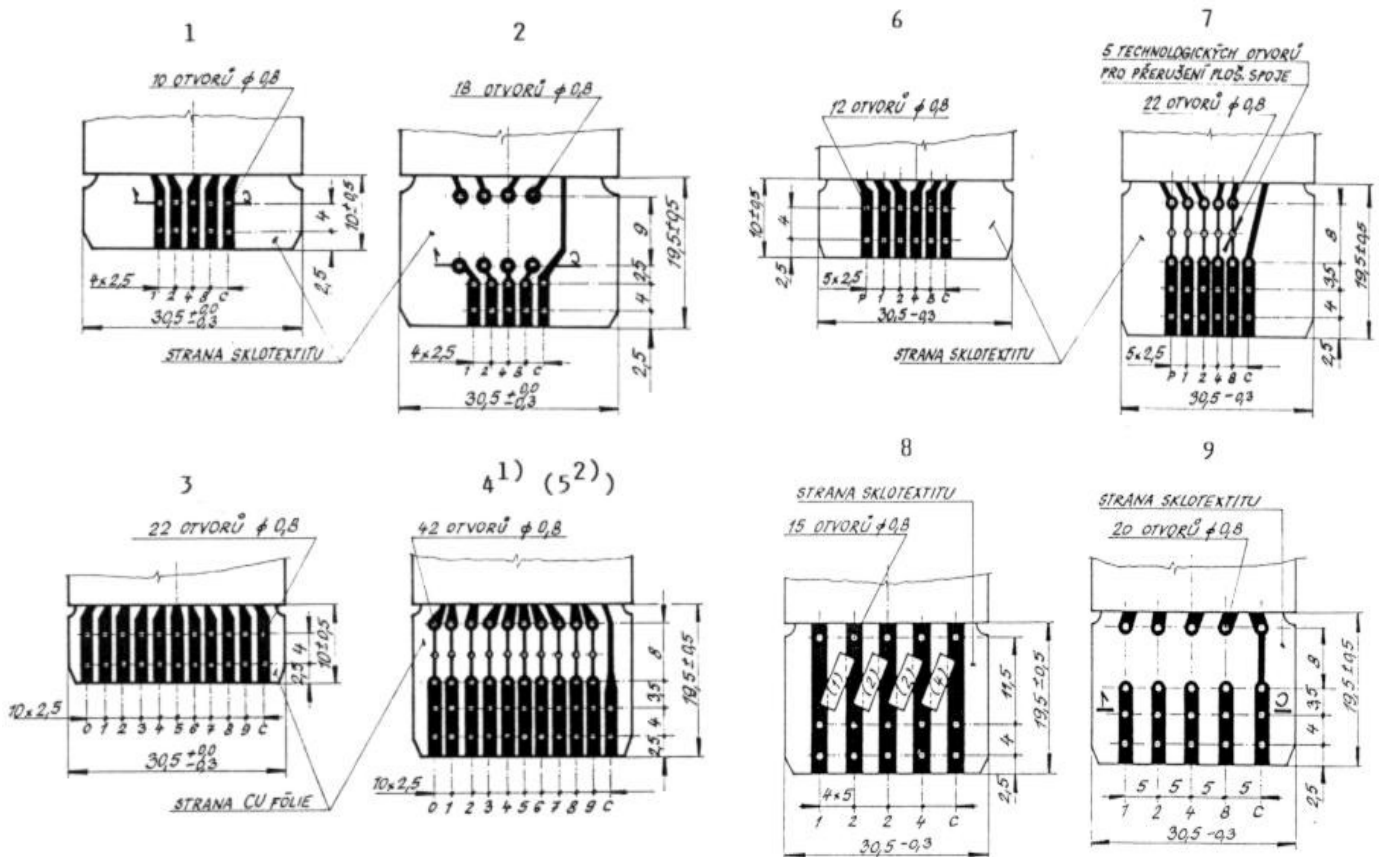 1
10 OTVORŮ ϕ 0,8
4
10±0,5
2,5
4×2,5
1 2 4 8 C
30,5 ±0,0 -0,3
STRANA SKLOTEXTITU
2
18 OTVORŮ ϕ 0,8
9
2,5
4
2,5
19,5±0,5
4×2,5
1 2 4 8 C
30,5 ±0,0 -0,3
6
12 OTVORŮ ϕ 0,8
10±0,5
4
2,5
5×2,5
P 1 2 4 8 C
30,5-0,3
STRANA SKLOTEXTITU
7
5 TECHNOLOGICKÝCH OTVORŮ
PRO PŘERUŠENÍ PLOŠ. SPOJE
22 OTVORŮ ϕ 0,8
8
3,5
4
2,5
19,5±0,5
5×2,5
P 1 2 4 8 C
30,5-0,3
3
22 OTVORŮ ϕ 0,8
4
2,5
10±0,5
10×2,5
0 1 2 3 4 5 6 7 8 9 C
30,5 ±0,0 -0,3
STRANA CU FÓLIE
4¹⁾ (5²⁾)
42 OTVORŮ ϕ 0,8
8
3,5
4
2,5
19,5±0,5
10×2,5
0 1 2 3 4 5 6 7 8 9 C
8
STRANA SKLOTEXTITU
15 OTVORŮ ϕ 0,8
(1) (2) (2) (4)
11,5
4
2,5
19,5±0,5
4×5
1 2 2 4 C
30,5-0,3
9
STRANA SKLOTEXTITU
20 OTVORŮ ϕ 0,8
8
3,5
4
2,5
19,5±0,5
5 5 5 5
1 2 4 8 C
30,5-0,3